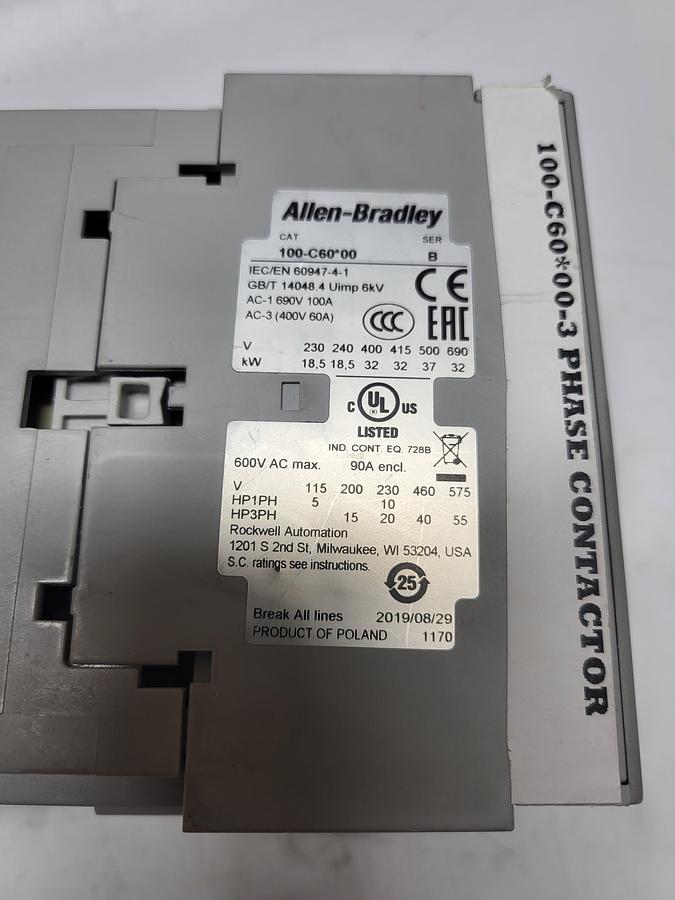 Allen-Bradley
CAT SER
100-C60*00 B
IEC/EN 60947-4-1
GB/T 14048.4 Uimp 6kV
AC-1 690V 100A
AC-3 (400V 60A)
CE
CCC
EAC
V 230 240 400 415 500 690
kW 18,5 18,5 32 32 37 32
C UL US
LISTED
IND. CONT. EQ. 728B
600V AC max. 90A encl.
V 115 200 230 460 575
HP1PH 5 10
HP3PH 15 20 40 55
Rockwell Automation
1201 S 2nd St, Milwaukee, WI 53204, USA
S.C. ratings see instructions.
25
Break All lines 2019/08/29
PRODUCT OF POLAND 1170
100-C60*00-3 PHASE CONTACTOR